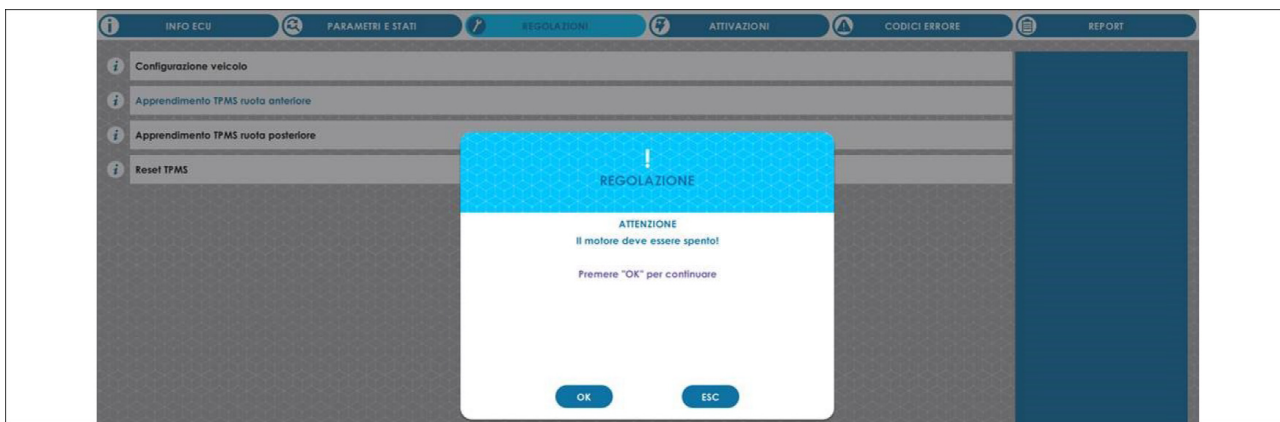 INFO ECU
PARAMETRI E STATI
REGOLAZIONI
ATTIVAZIONI
CODICI ERRORE
REPORT
Configurazione veicolo
Apprendimento TPMS ruota anteriore
Apprendimento TPMS ruota posteriore
Reset TPMS
!
REGOLAZIONE
ATTENZIONE
Il motore deve essere spento!
Premere "OK" per continuare
OK
ESC